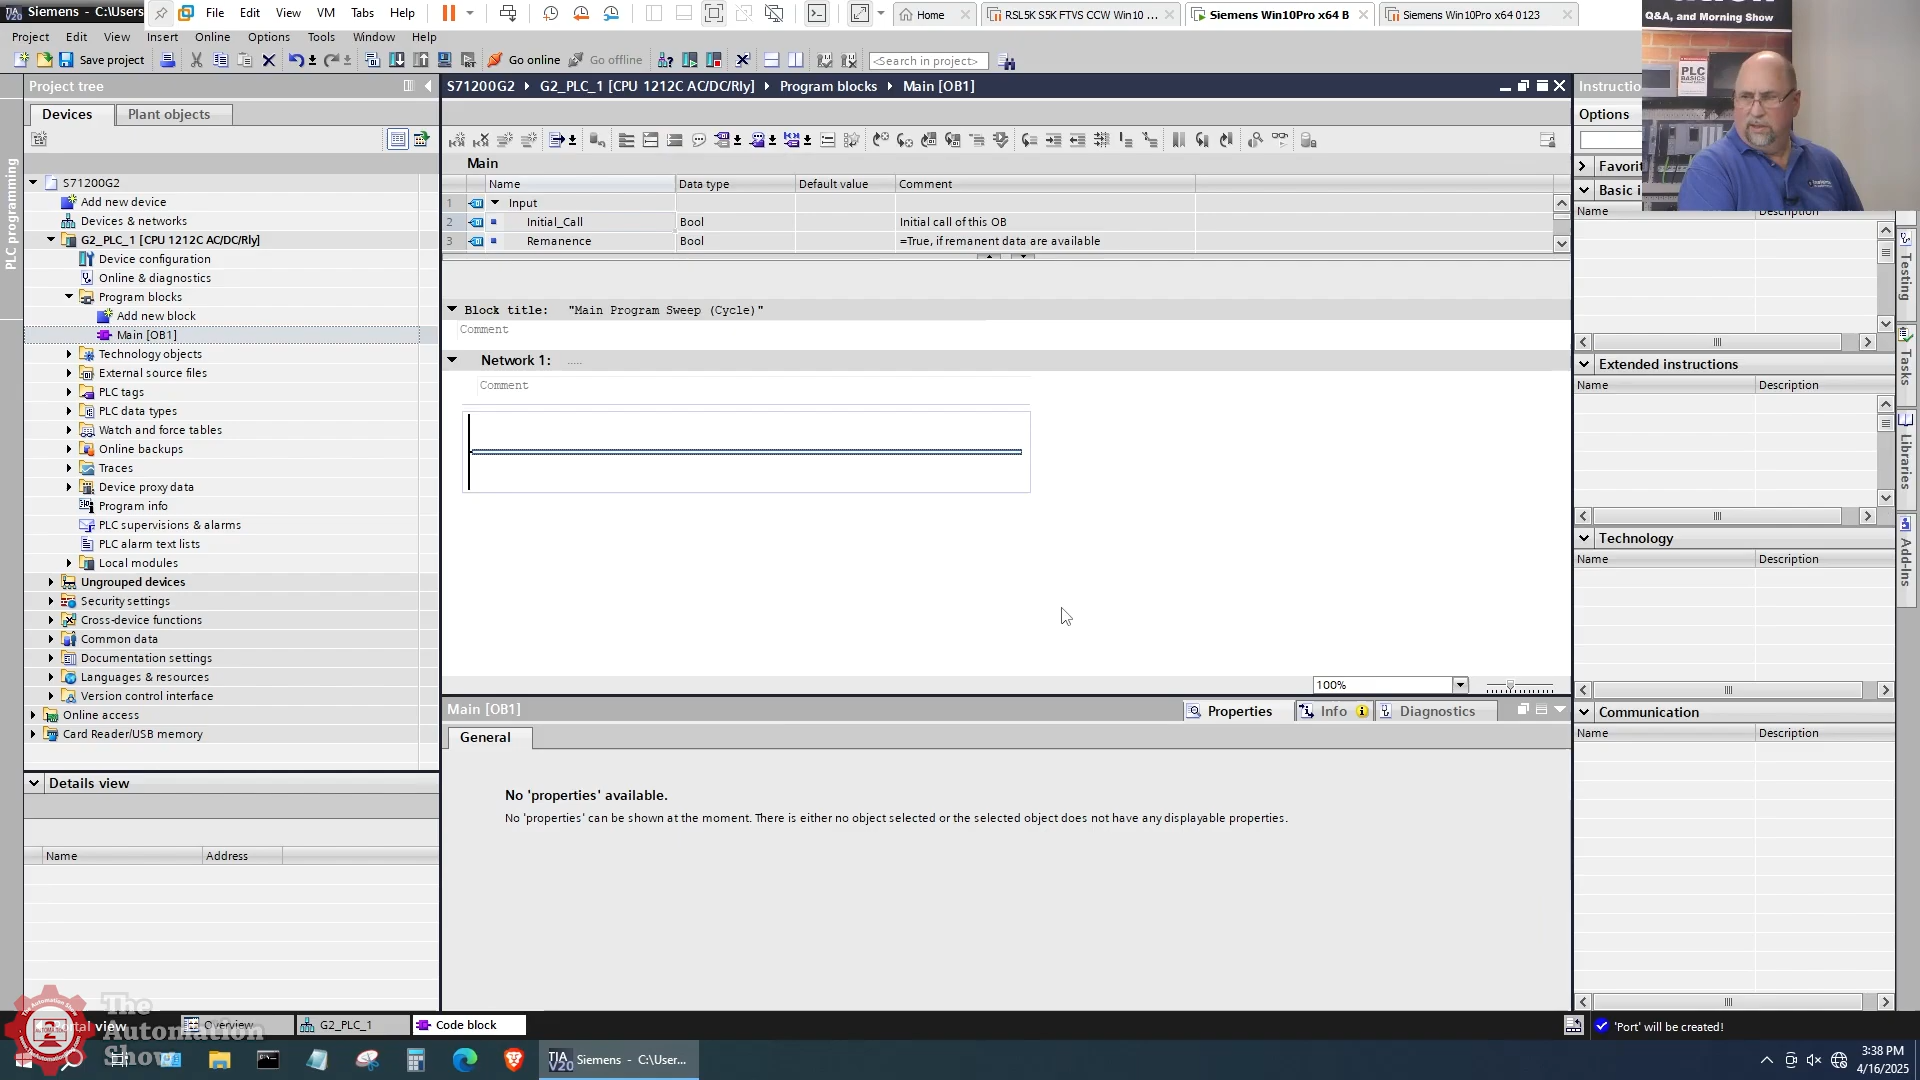 Siemens - C:\Users
File Edit View VM Tabs Help
Home
RSL5K S5K FTVS CCW Win10 ...
Siemens Win10Pro x64 B
Siemens Win10Pro x64 0123
Q&A, and Morning Show
PLC
BASICS
Project Edit View Insert Online Options Tools Window Help
Save project
Go online
Go offline
<Search in project>
Project tree
S71200G2 Program blocks Main [OB1]
G2_PLC_1 [CPU 1212C AC/DC/Rly]
Devices
Plant objects
PLC programming
S71200G2
Add new device
Devices & networks
G2_PLC_1 [CPU 1212C AC/DC/Rly]
Device configuration
Online & diagnostics
Program blocks
Add new block
Main [OB1]
Technology objects
External source files
PLC tags
PLC data types
Watch and force tables
Online backups
Traces
Device proxy data
Program info
PLC supervisions & alarms
PLC alarm text lists
Local modules
Ungrouped devices
Security settings
Cross-device functions
Common data
Documentation settings
Languages & resources
Version control interface
Online access
Card Reader/USB memory
Details view
Name Address
Main
Name Data type Default value Comment
1 Input
2 Initial_Call Bool Initial call of this OB
3 Remanence Bool =True, if remanent data are available
Block title: "Main Program Sweep (Cycle)"
Comment
Network 1: .....
Comment
100%
Main [OB1]
Properties
Info
Diagnostics
General
No 'properties' available.
No 'properties' can be shown at the moment. There is either no object selected or the selected object does not have any displayable properties.
Options
Name Description
Extended instructions
Name Description
Technology
Name Description
Communication
Name Description
Testing
Tasks
Libraries
Add-Ins
Portal view
Overview
G2_PLC_1
Code block
'Port' will be created!
The
Automation
Show
TIA
V20
Siemens - C:\User...
3:38 PM
4/16/2025